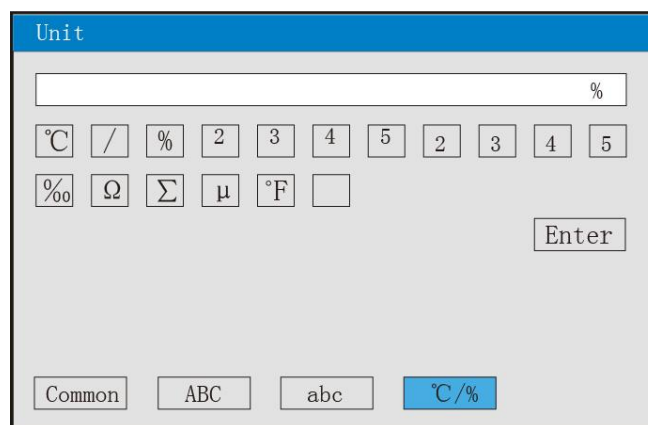 Unit
%
℃ / % ² ³ ⁴ ⁵ ₂ ₃ ₄ ₅
‰ Ω Σ μ ℉
Enter
Common ABC abc ℃/%